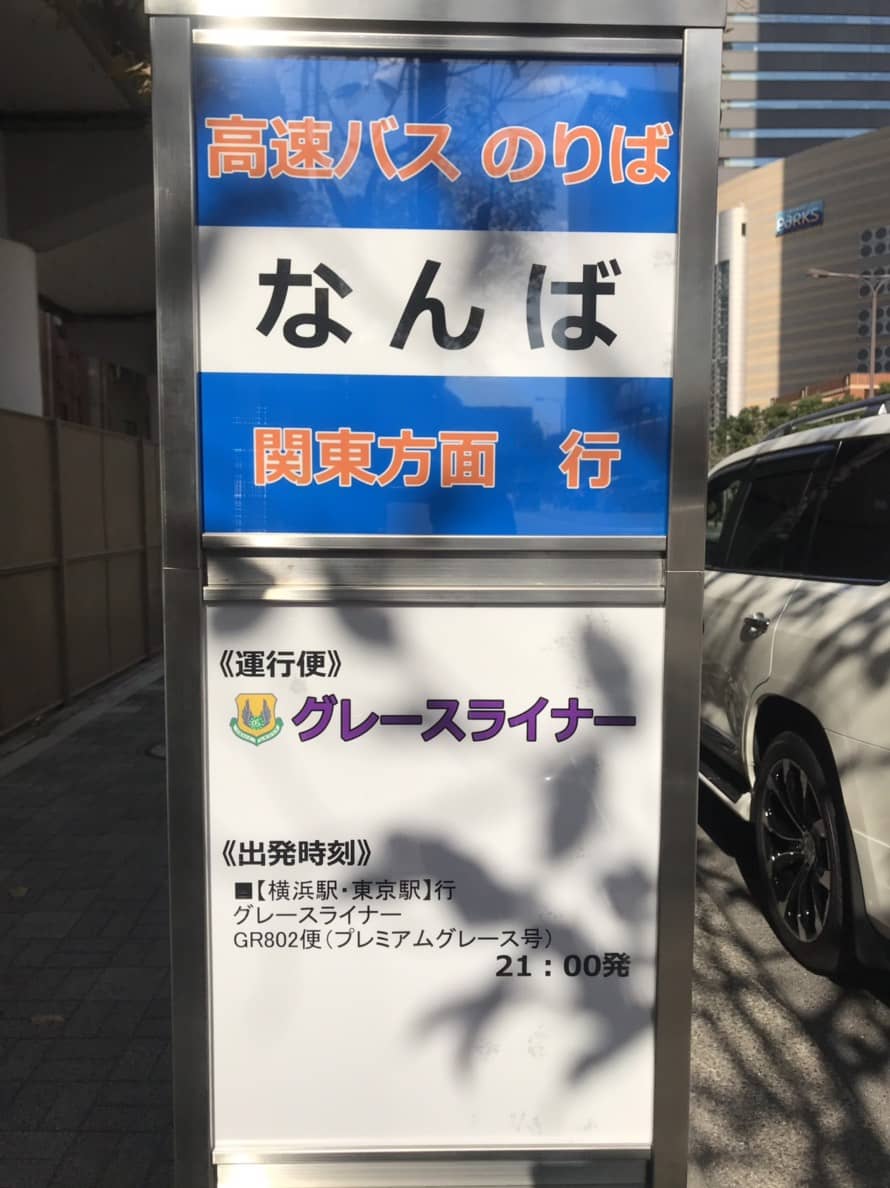 高速バス のりば
なんば
関東方面 行
PARKS
《運行便》
グレースライナー
《出発時刻》
■【横浜駅・東京駅】行
グレースライナー
GR802便（プレミアムグレース号）
21：00発